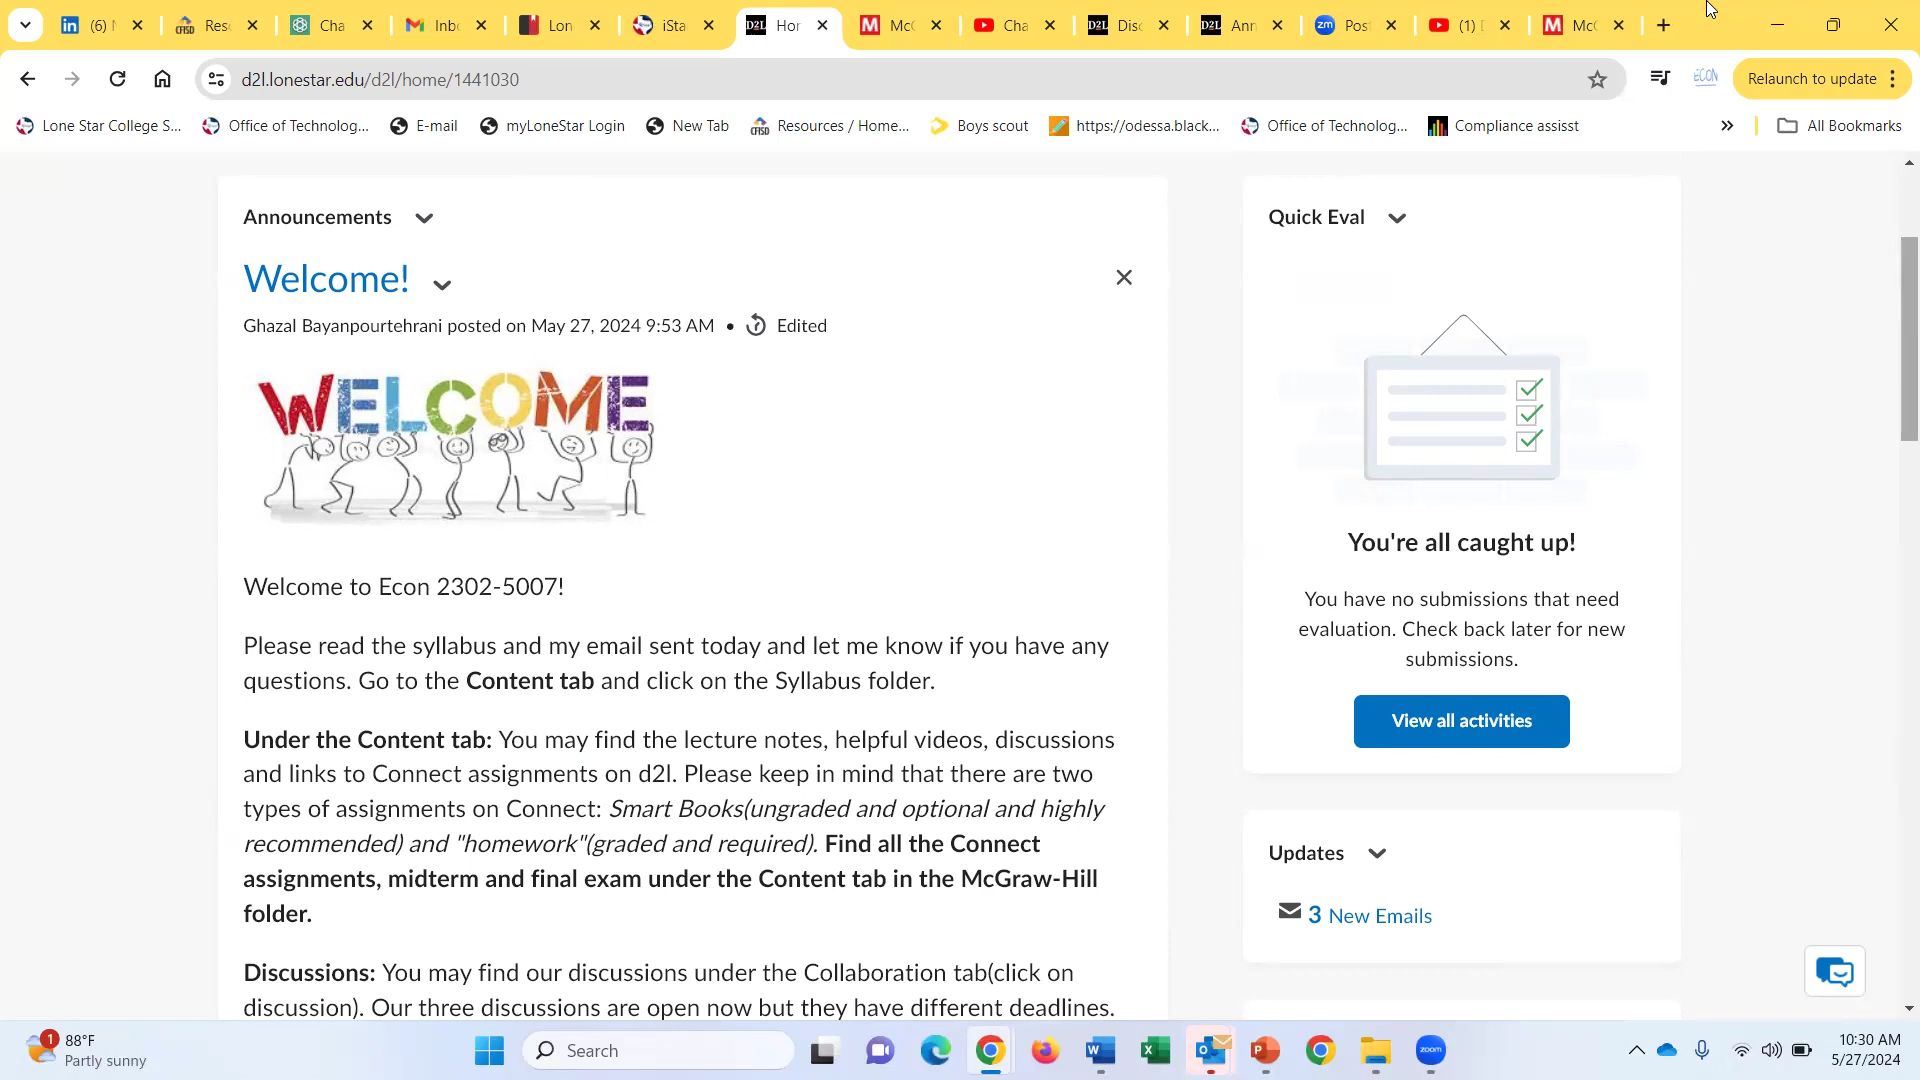 (6)
Res
Cha
Inb
Lon
iSta
D2L Hor
M Mc
Cha
D2L Disc
D2L Ann
zm Pos
(1)
M Mc
d2l.lonestar.edu/d2l/home/1441030
ECON
Relaunch to update
Lone Star College S...
Office of Technolog...
E-mail
myLoneStar Login
New Tab
CFISD Resources / Home...
Boys scout
https://odessa.black...
Office of Technolog...
Compliance assisst
All Bookmarks
Announcements
Welcome!
Ghazal Bayanpourtehrani posted on May 27, 2024 9:53 AM • Edited
WELCOME
Welcome to Econ 2302-5007!
Please read the syllabus and my email sent today and let me know if you have any
questions. Go to the Content tab and click on the Syllabus folder.
Under the Content tab: You may find the lecture notes, helpful videos, discussions
and links to Connect assignments on d2l. Please keep in mind that there are two
types of assignments on Connect: Smart Books(ungraded and optional and highly
recommended) and "homework"(graded and required). Find all the Connect
assignments, midterm and final exam under the Content tab in the McGraw-Hill
folder.
Discussions: You may find our discussions under the Collaboration tab(click on
discussion). Our three discussions are open now but they have different deadlines.
Quick Eval
You're all caught up!
You have no submissions that need
evaluation. Check back later for new
submissions.
View all activities
Updates
3 New Emails
1
88°F
Partly sunny
Search
zoom
10:30 AM
5/27/2024